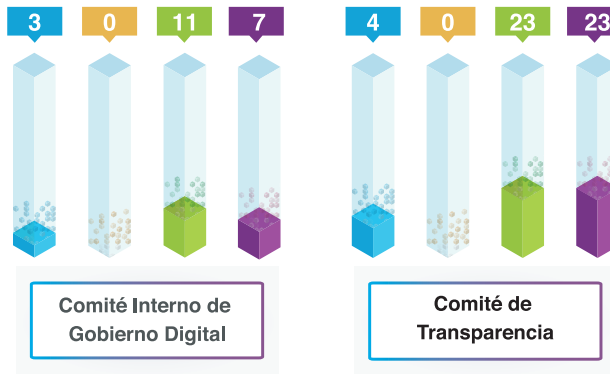 3 0 11 7 4 0 23 23
Comité Interno de
Gobierno Digital
Comité de
Transparencia